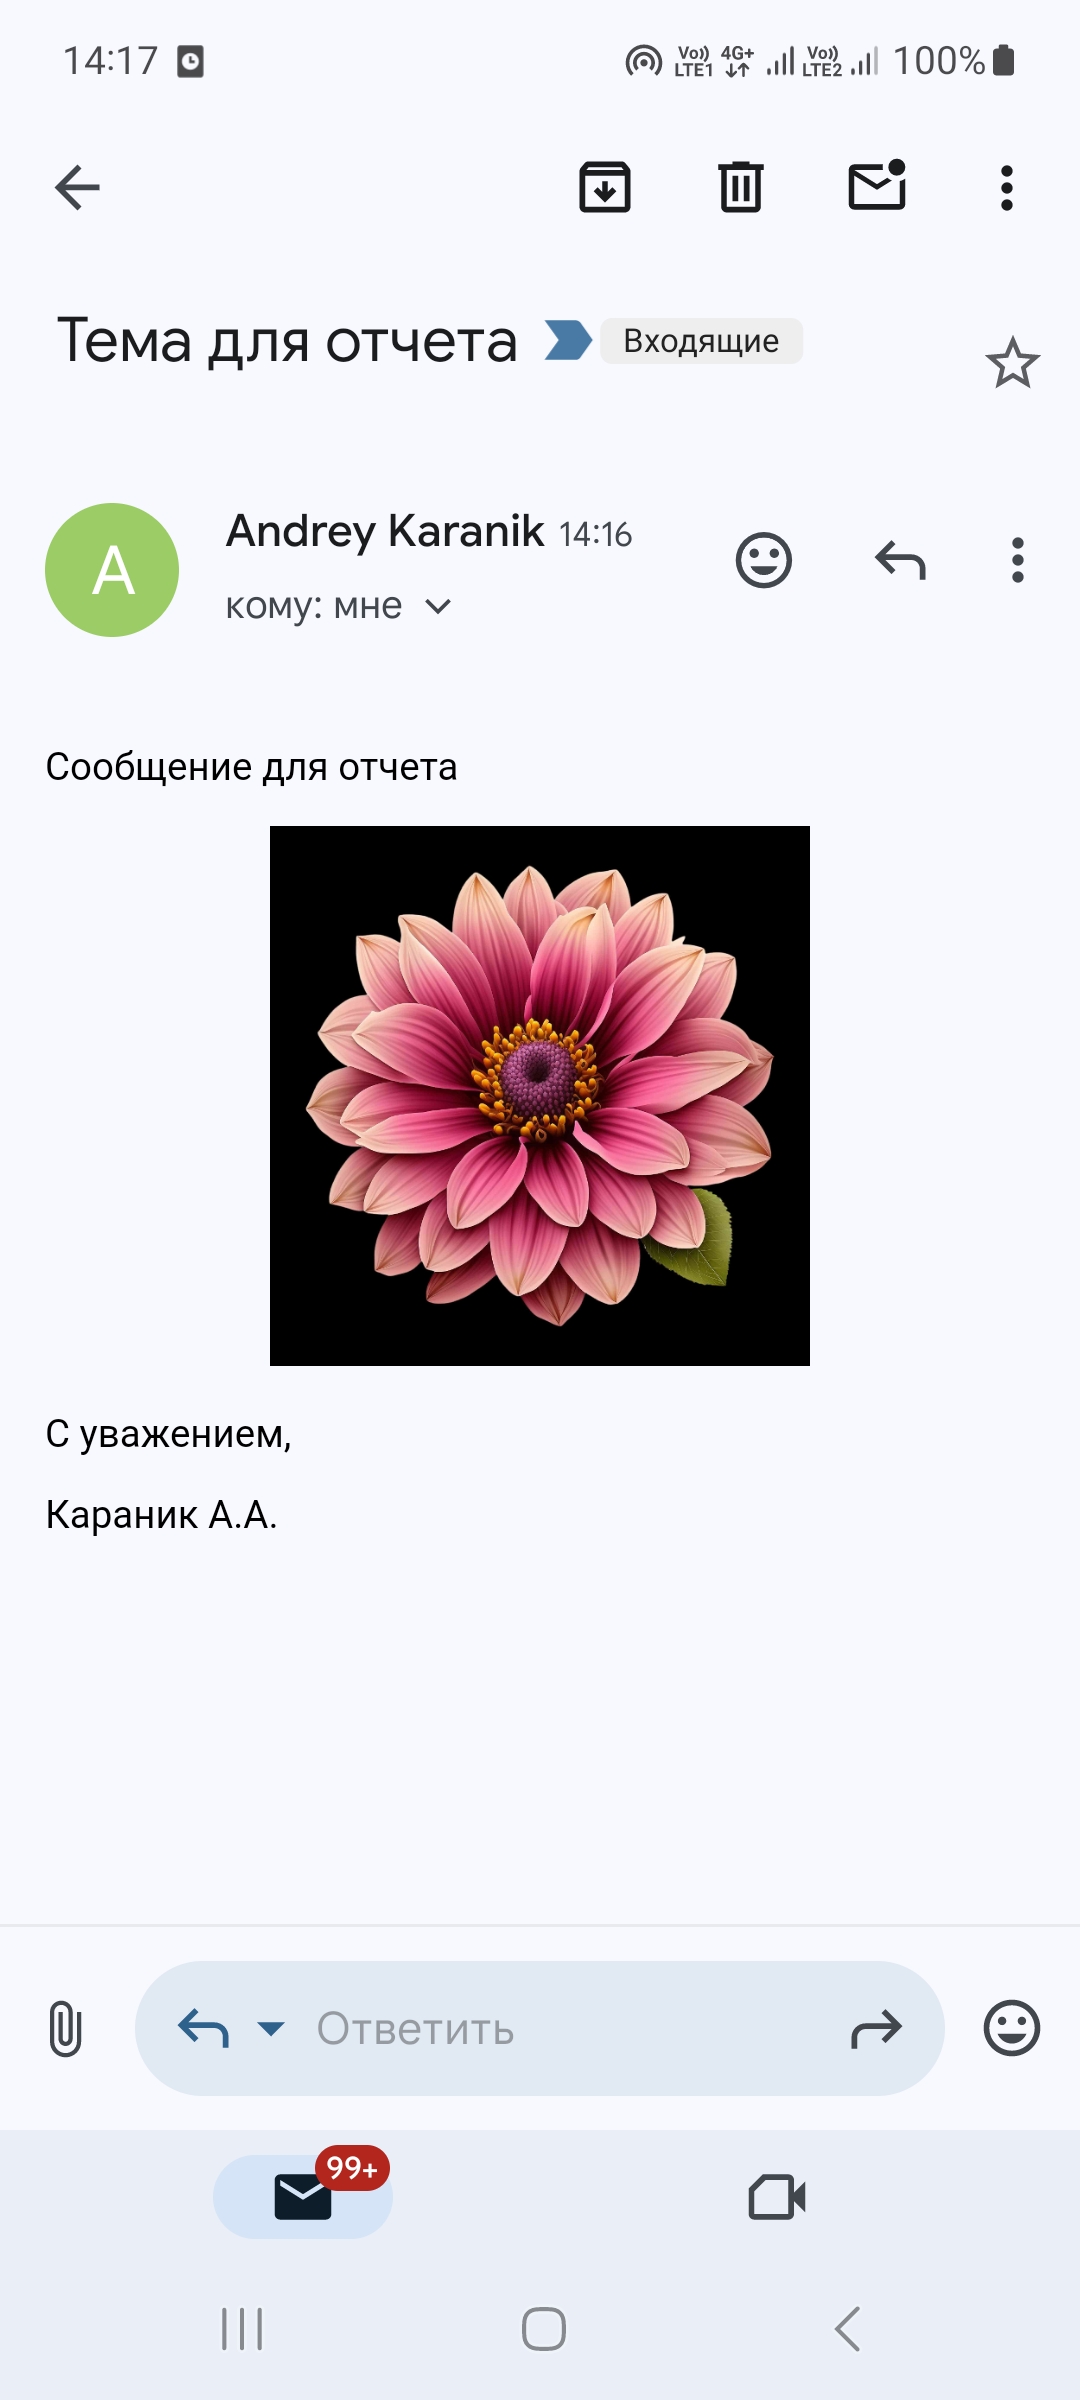 14:17 Vo)) LTE1 4G+ Vo)) LTE2 100%
Тема для отчета Входящие
A
Andrey Karanik 14:16
кому: мне
Сообщение для отчета
С уважением,
Караник А.А.
Ответить
99+